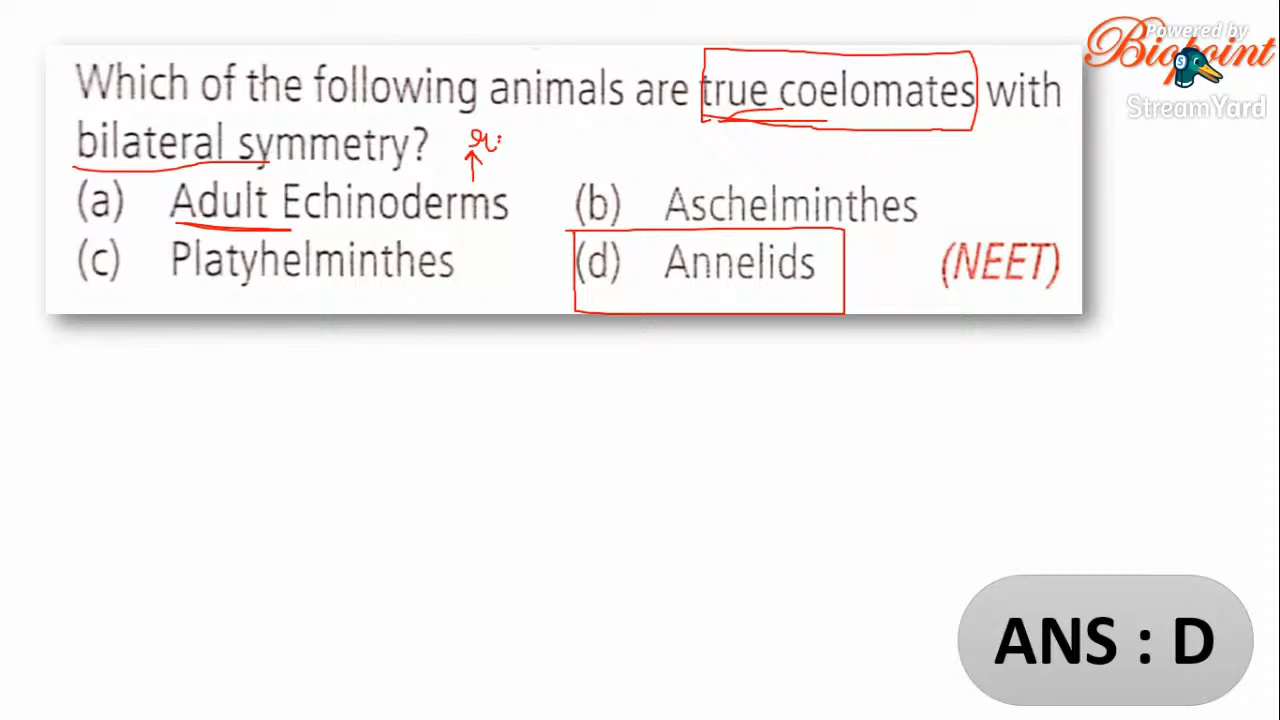 Powered by
Biopoint
StreamYard
Which of the following animals are true coelomates with
bilateral symmetry?
(a) Adult Echinoderms (b) Aschelminthes
(c) Platyhelminthes (d) Annelids (NEET)
ANS : D